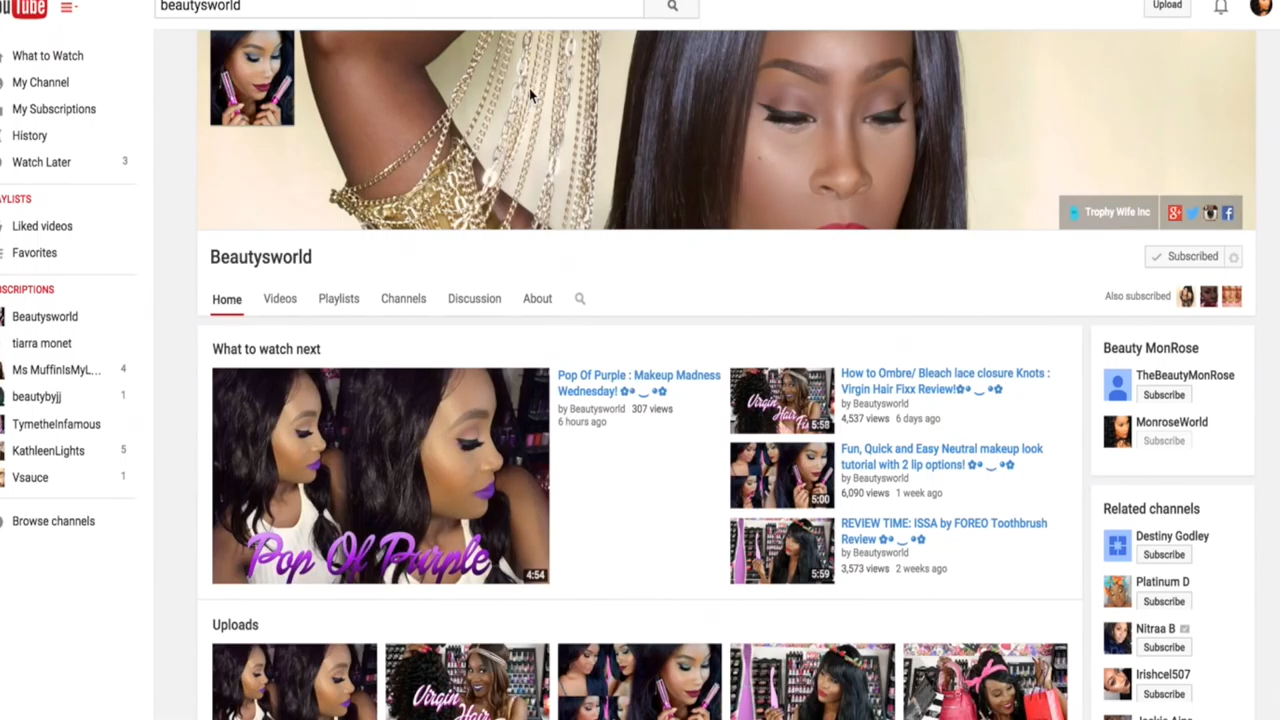 Tube
beautysworld
Upload
What to Watch
My Channel
My Subscriptions
History
Watch Later 3
Liked videos
Favorites
Beautysworld
tiarra monet
Ms MuffinIsMyL... 4
beautybyjj 1
TymetheInfamous
KathleenLights 5
Vsauce 1
Browse channels
Trophy Wife Inc
Beautysworld
Subscribed
Home Videos Playlists Channels Discussion About
Also subscribed
What to watch next
Pop Of Purple
4:54
Pop Of Purple : Makeup Madness
Wednesday! ✿◕ ‿ ◕✿
by Beautysworld 307 views
6 hours ago
Virgin
Hair
5:58
How to Ombre/ Bleach lace closure Knots :
Virgin Hair Fixx Review!✿◕ ‿ ◕✿
by Beautysworld
4,537 views 6 days ago
5:00
Fun, Quick and Easy Neutral makeup look
tutorial with 2 lip options! ✿◕ ‿ ◕✿
by Beautysworld
6,090 views 1 week ago
5:59
REVIEW TIME: ISSA by FOREO Toothbrush
Review ✿◕ ‿ ◕✿
by Beautysworld
3,573 views 2 weeks ago
Uploads
Virgin
Beauty MonRose
TheBeautyMonRose
Subscribe
MonroseWorld
Subscribe
Related channels
Destiny Godley
Subscribe
Platinum D
Subscribe
Nitraa B
Subscribe
Irishcel507
Subscribe